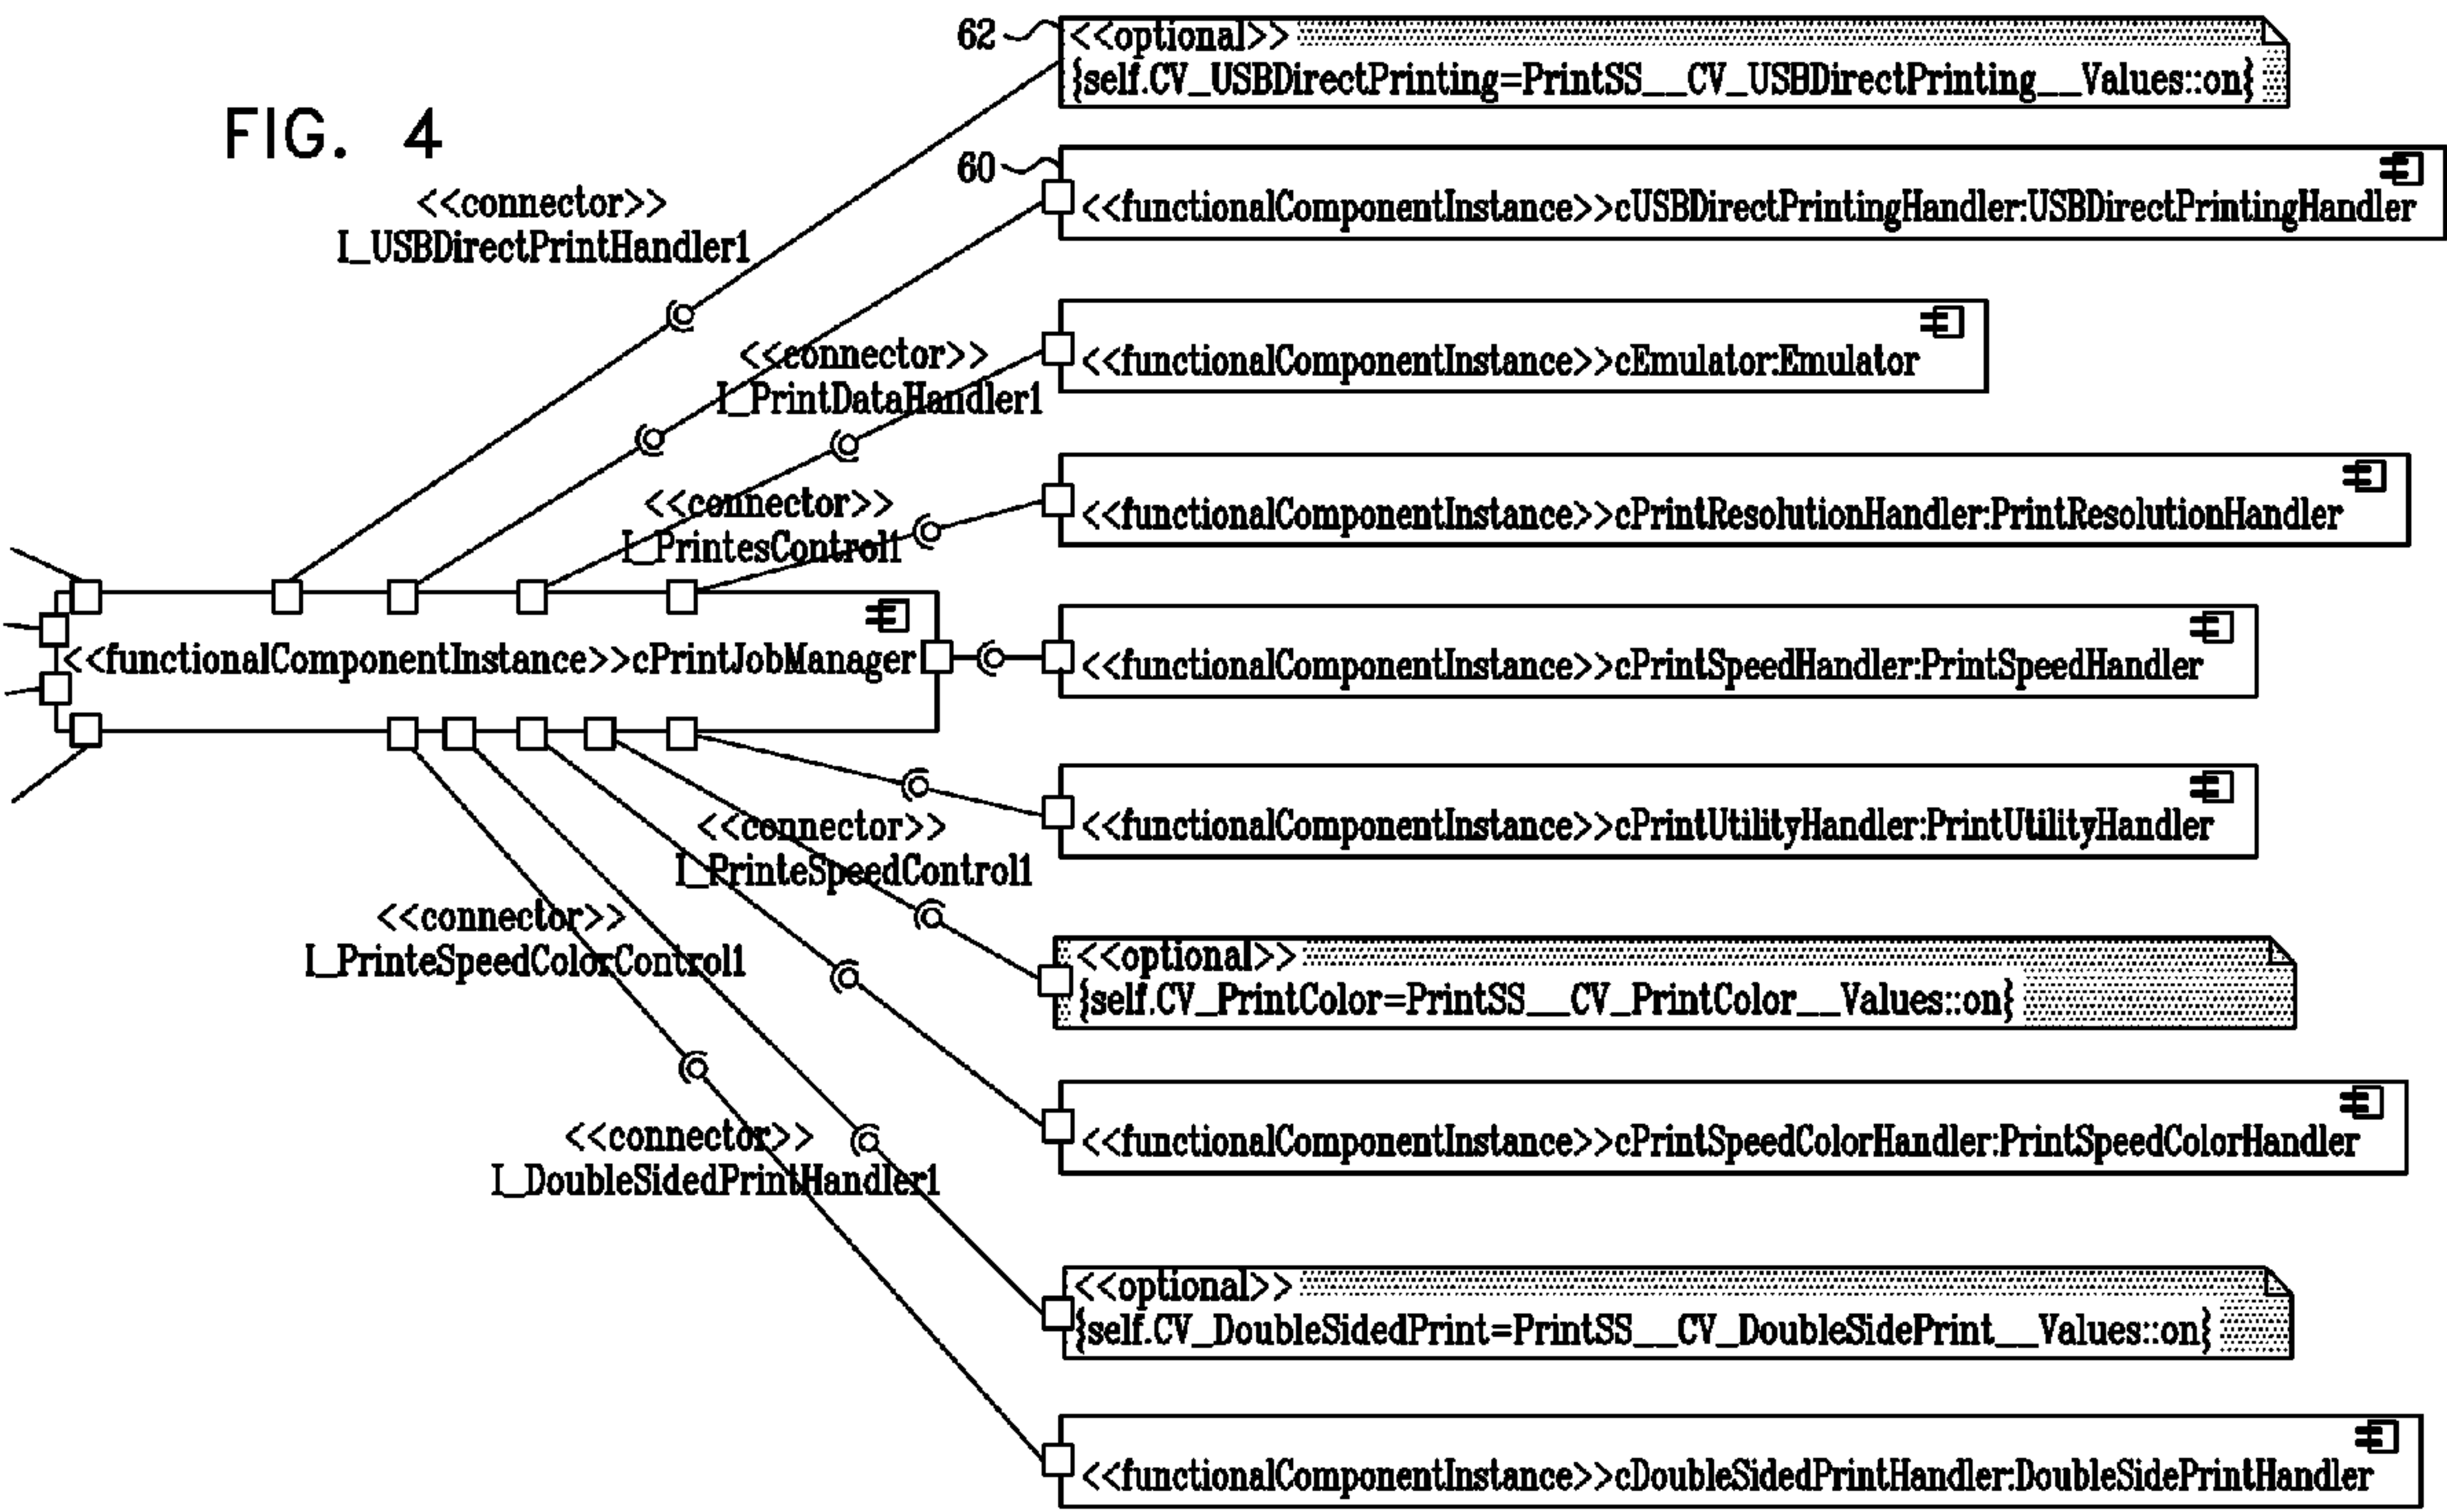 FIG. 4
62
<<optional>>
{self.CV_USBDirectPrinting=PrintSS__CV_USBDirectPrinting__Values::on}
60
<<functionalComponentInstance>>cUSBDirectPrintingHandler:USBDirectPrintingHandler
<<connector>>
I_USBDirectPrintHandler1
<<functionalComponentInstance>>cEmulator:Emulator
<<connector>>
I_PrintDataHandler1
<<functionalComponentInstance>>cPrintResolutionHandler:PrintResolutionHandler
<<connector>>
I_PrintesControl1
<<functionalComponentInstance>>cPrintJobManager
<<functionalComponentInstance>>cPrintSpeedHandler:PrintSpeedHandler
<<functionalComponentInstance>>cPrintUtilityHandler:PrintUtilityHandler
<<connector>>
I_PrinteSpeedControl1
<<connector>>
I_PrinteSpeedColorControl1
<<optional>>
{self.CV_PrintColor=PrintSS__CV_PrintColor__Values::on}
<<functionalComponentInstance>>cPrintSpeedColorHandler:PrintSpeedColorHandler
<<connector>>
I_DoubleSidedPrintHandler1
<<optional>>
{self.CV_DoubleSidedPrint=PrintSS__CV_DoubleSidePrint__Values::on}
<<functionalComponentInstance>>cDoubleSidedPrintHandler:DoubleSidePrintHandler